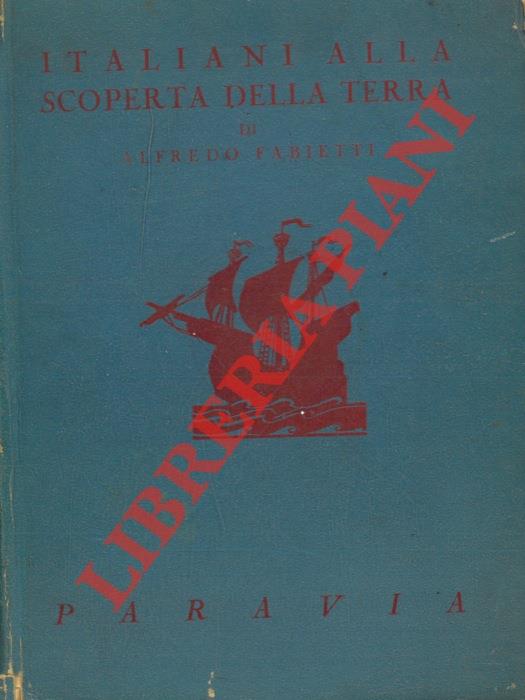 ITALIANI ALLA
SCOPERTA DELLA TERRA
DI
ALFREDO FABIETTI
LIBRERIA PIANI
PARAVIA